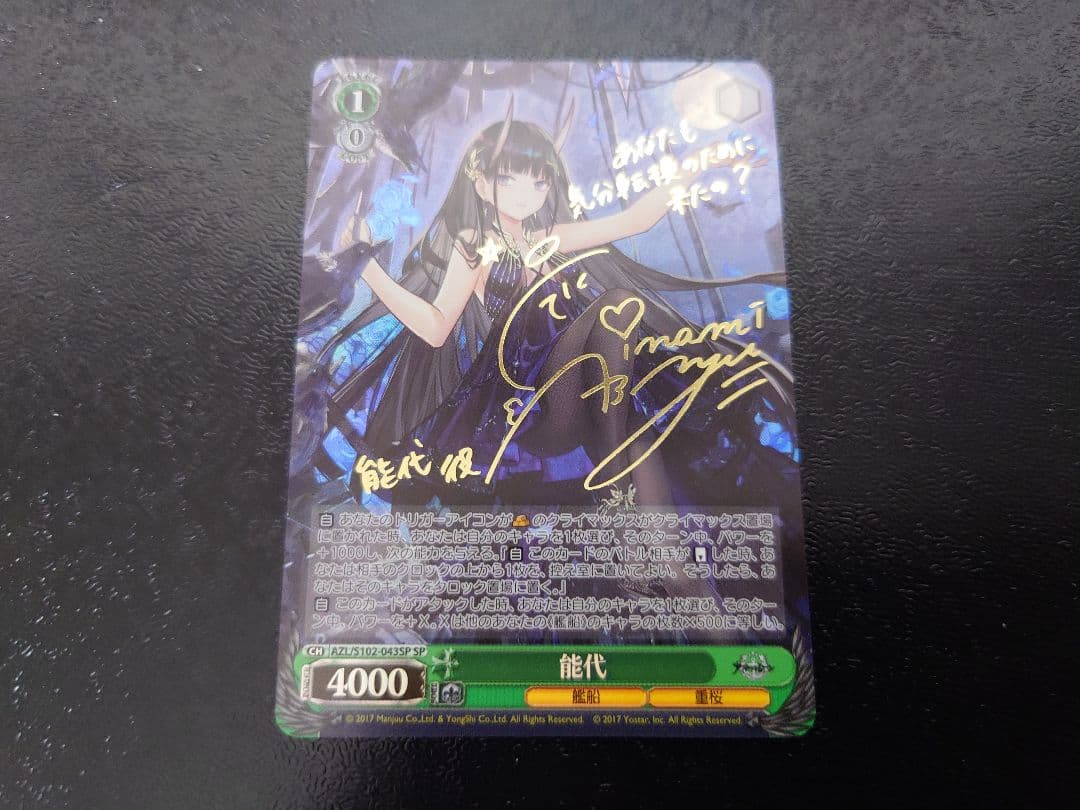 1
0
あなたも
気分転換のために
来たの？
minami
能代 役
自 あなたのトリガーアイコンが のクライマックスがクライマックス置場
に置かれた時、あなたは自分のキャラを1枚選び、そのターン中、パワーを
＋1000し、次の能力を与える。「自 このカードのバトル相手が した時、あ
なたは相手のクロックの上から1枚を、控え室に置いてよい。そうしたら、あ
なたはそのキャラをクロック置場に置く。」
自 このカードがアタックした時、あなたは自分のキャラを1枚選び、そのター
ン中、パワーを＋X。Xは他のあなたの《艦船》のキャラの枚数×500に等しい。
CH AZL/S102-043SP SP
能代
4000
艦船 重桜
© 2017 Manjuu Co.,Ltd. & YongShi Co.,Ltd. All Rights Reserved. © 2017 Yostar, Inc. All Rights Reserved.